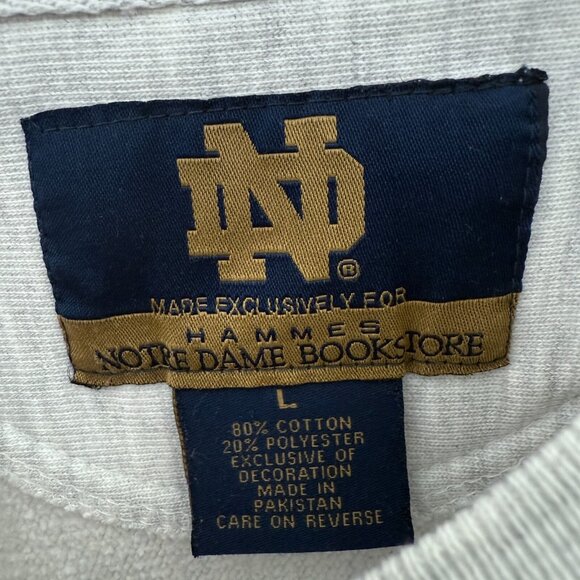 ND®
MADE EXCLUSIVELY FOR
HAMMES
NOTRE DAME BOOKSTORE
L
80% COTTON
20% POLYESTER
EXCLUSIVE OF
DECORATION
MADE IN
PAKISTAN
CARE ON REVERSE